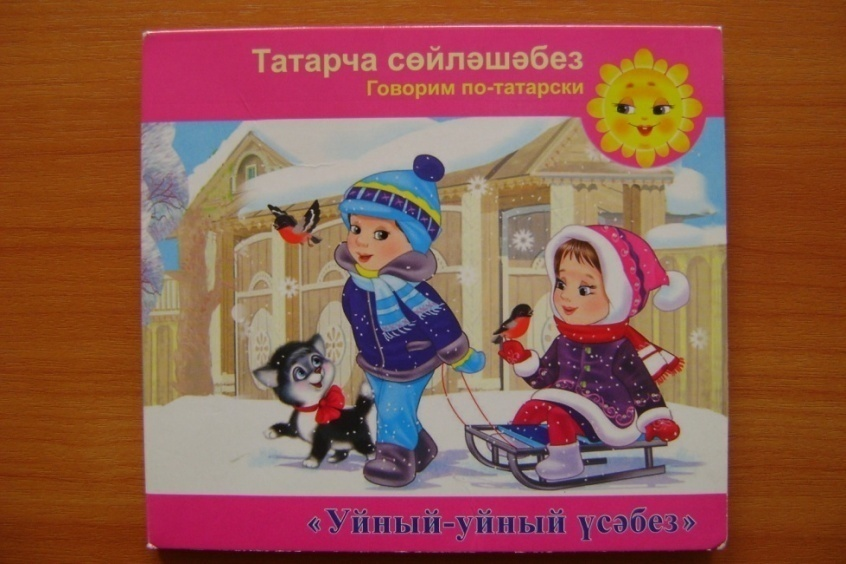 Татарча сөйләшәбез
Говорим по-татарски
«Уйный-уйный үсәбез»